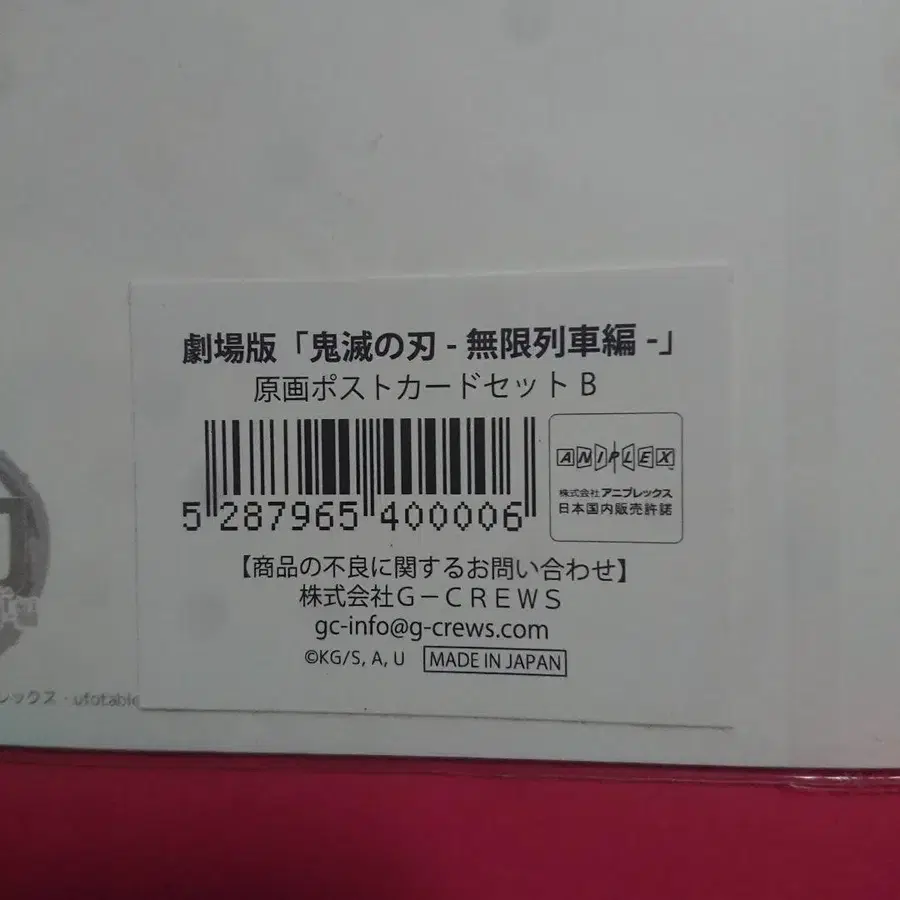 劇場版「鬼滅の刃 - 無限列車編 -」
原画ポストカードセット B
5 287965 400006
ANIPLEX
株式会社アニプレックス
日本国内販売許諾
【商品の不良に関するお問い合わせ】
株式会社G－CREWS
gc-info@g-crews.com
©KG/S, A, U MADE IN JAPAN
レックス・ufotable